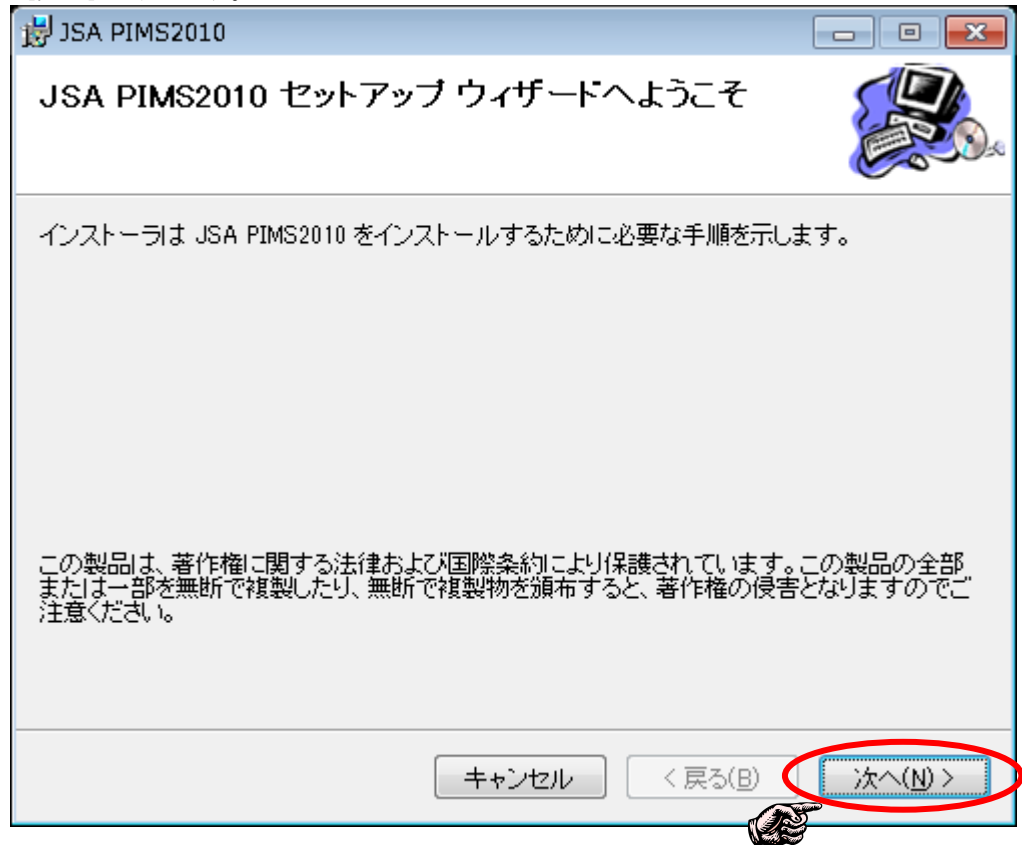 JSA PIMS2010
JSA PIMS2010 セットアップ ウィザードへようこそ
インストーラは JSA PIMS2010 をインストールするために必要な手順を示します。
この製品は、著作権に関する法律および国際条約により保護されています。この製品の全部
または一部を無断で複製したり、無断で複製物を頒布すると、著作権の侵害となりますのでご
注意ください。
キャンセル < 戻る(B) 次へ(N) >